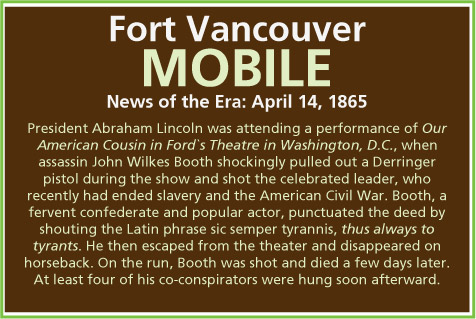 Fort Vancouver
MOBILE
News of the Era: April 14, 1865
President Abraham Lincoln was attending a performance of Our
American Cousin in Ford`s Theatre in Washington, D.C., when
assassin John Wilkes Booth shockingly pulled out a Derringer
pistol during the show and shot the celebrated leader, who
recently had ended slavery and the American Civil War. Booth, a
fervent confederate and popular actor, punctuated the deed by
shouting the Latin phrase sic semper tyrannis, thus always to
tyrants. He then escaped from the theater and disappeared on
horseback. On the run, Booth was shot and died a few days later.
At least four of his co-conspirators were hung soon afterward.